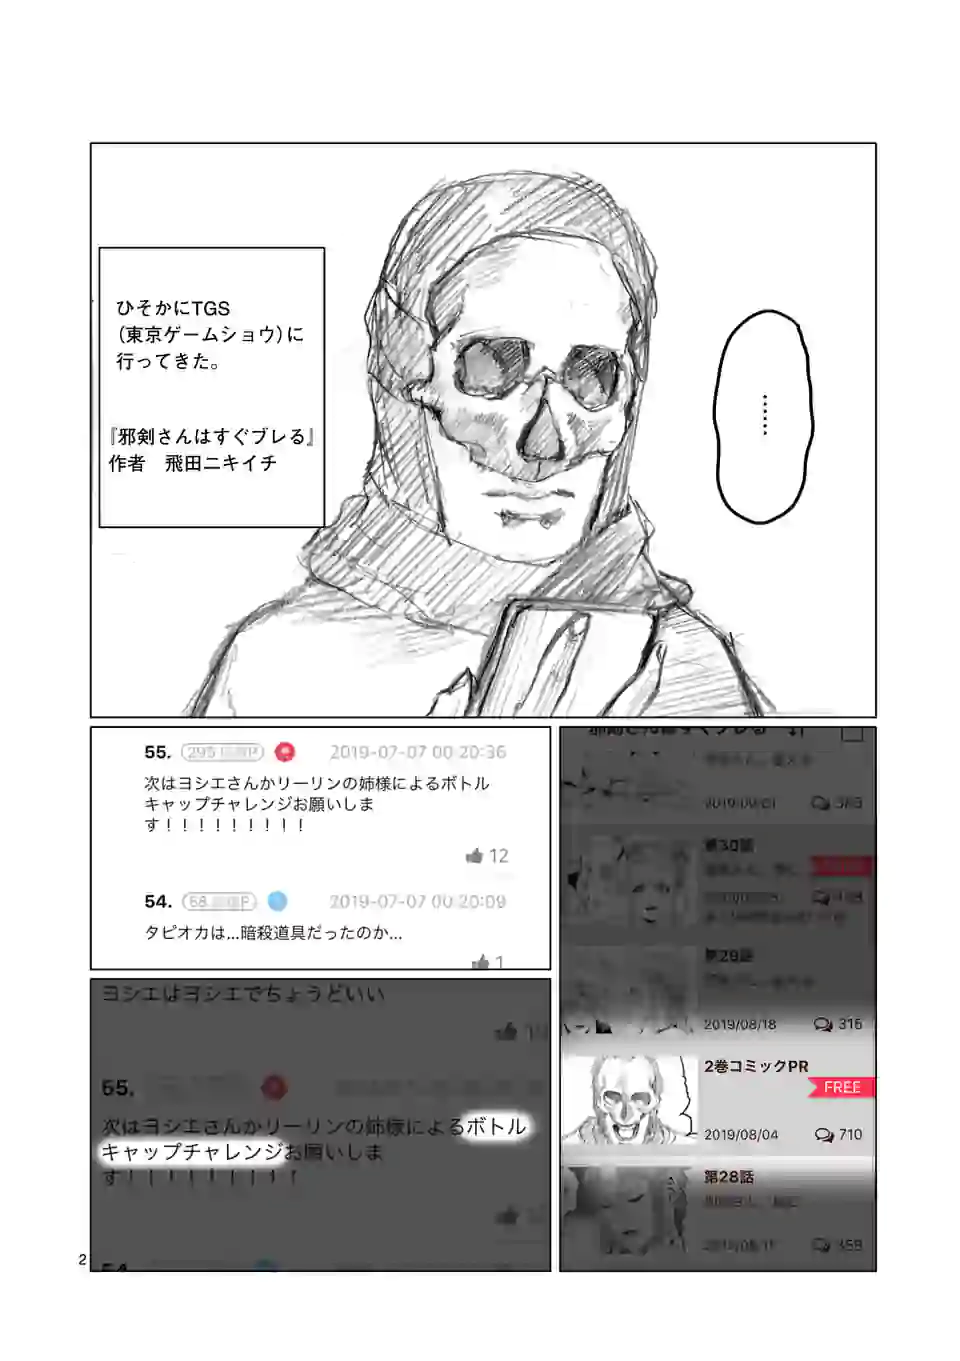 ひそかにTGS
（東京ゲームショウ）に
行ってきた。
『邪剣さんはすぐブレる』
作者　飛田ニキイチ
……
55.
2019-07-07 00:20:36
次はヨシエさんかリーリンの姉様によるボトル
キャップチャレンジお願いしま
す！！！！！！！！！
12
54.
2019-07-07 00:20:09
タピオカは...暗殺道具だったのか...
1
第30話
第29話
2019/08/18 316
2巻コミックPR
FREE
2019/08/04 710
第28話
ヨシエはヨシエでちょうどいい
55.
次はヨシエさんかリーリンの姉様によるボトル
キャップチャレンジお願いしま
す！！！！！！！！！
54.
2